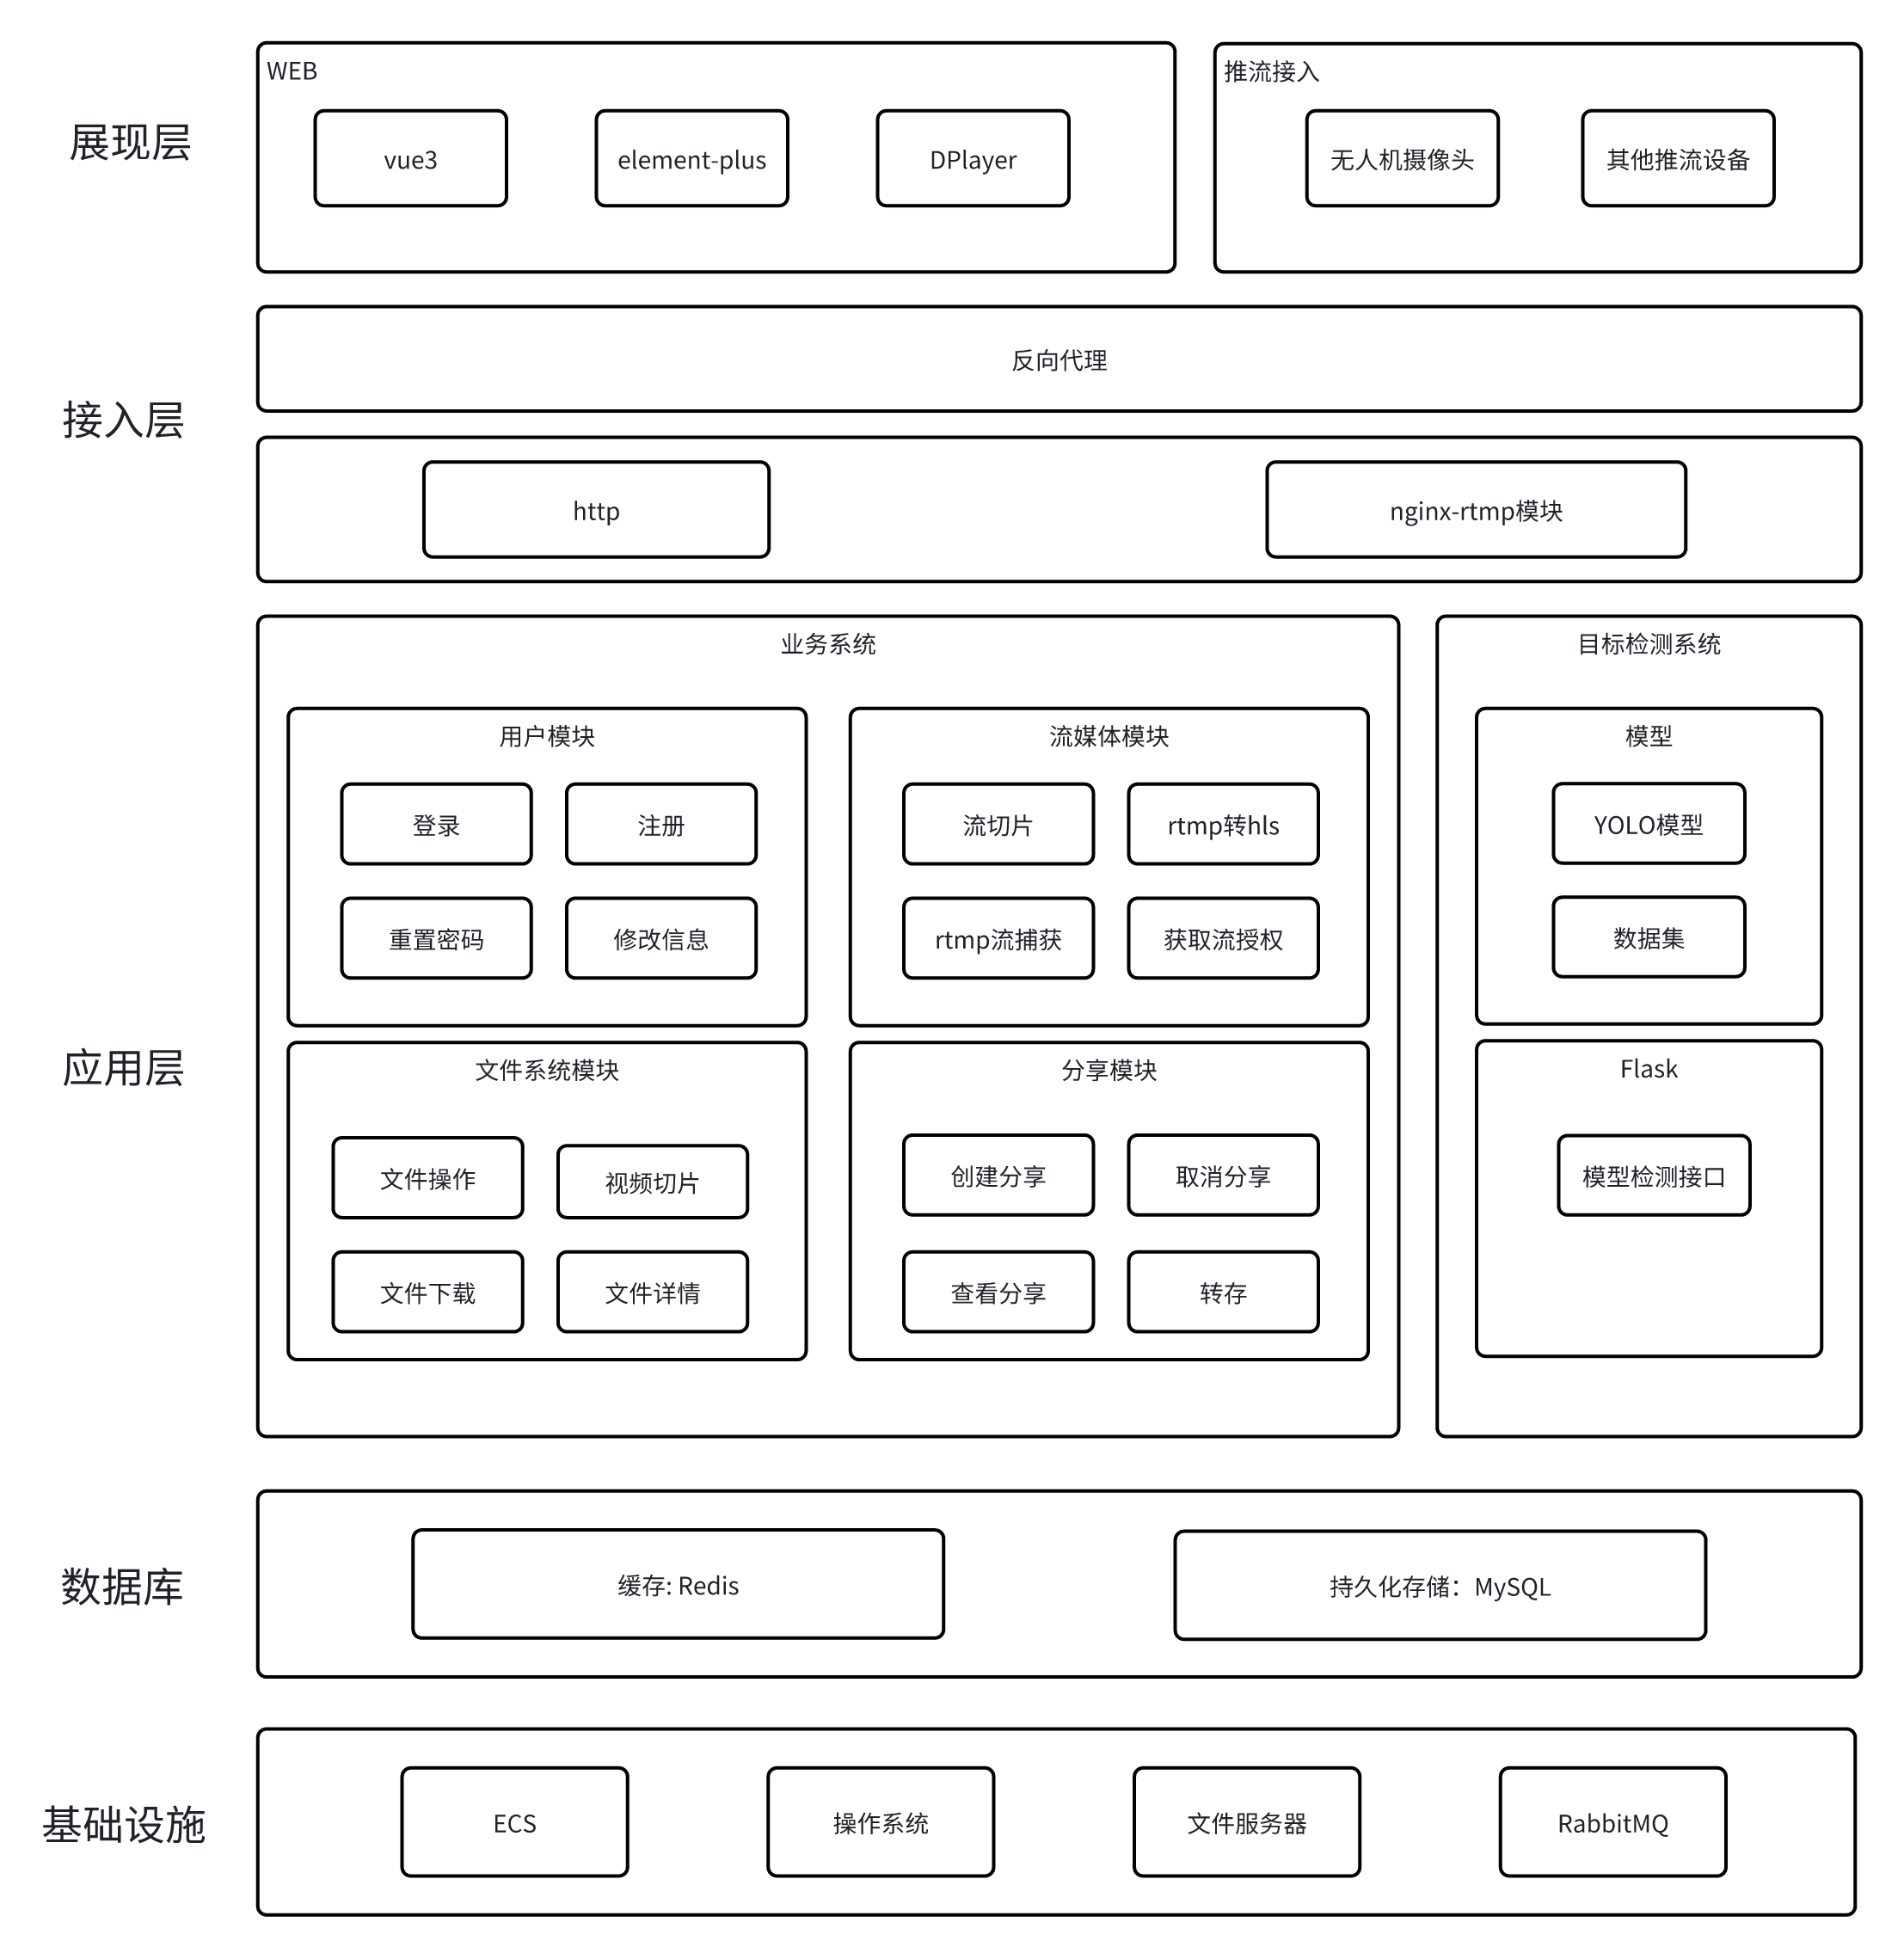 展现层
WEB
vue3
element-plus
DPlayer
推流接入
无人机摄像头
其他推流设备
接入层
反向代理
http
nginx-rtmp模块
应用层
业务系统
用户模块
登录
注册
重置密码
修改信息
流媒体模块
流切片
rtmp转hls
rtmp流捕获
获取流授权
文件系统模块
文件操作
视频切片
文件下载
文件详情
分享模块
创建分享
取消分享
查看分享
转存
目标检测系统
模型
YOLO模型
数据集
Flask
模型检测接口
数据库
缓存: Redis
持久化存储：MySQL
基础设施
ECS
操作系统
文件服务器
RabbitMQ